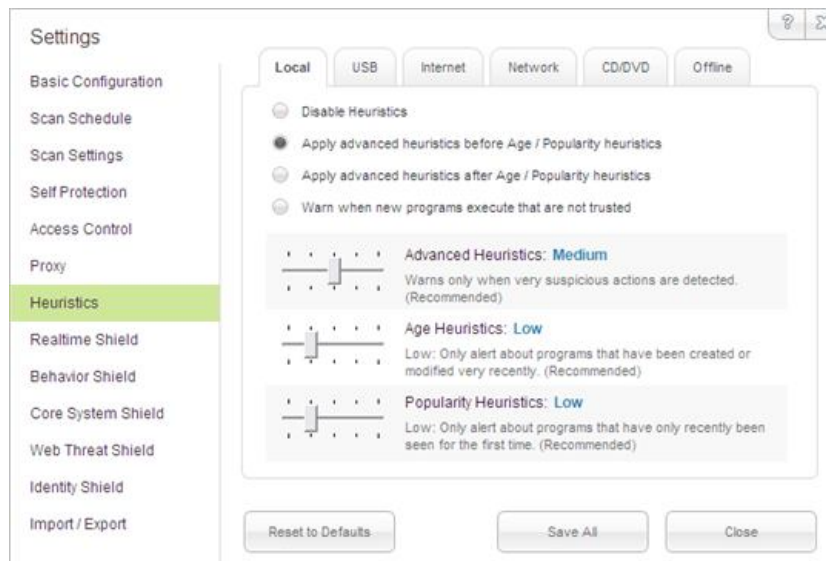 Settings
Basic Configuration
Scan Schedule
Scan Settings
Self Protection
Access Control
Proxy
Heuristics
Realtime Shield
Behavior Shield
Core System Shield
Web Threat Shield
Identity Shield
Import / Export
?
Local USB Internet Network CD/DVD Offline
Disable Heuristics
Apply advanced heuristics before Age / Popularity heuristics
Apply advanced heuristics after Age / Popularity heuristics
Warn when new programs execute that are not trusted
Advanced Heuristics: Medium
Warns only when very suspicious actions are detected.
(Recommended)
Age Heuristics: Low
Low: Only alert about programs that have been created or
modified very recently. (Recommended)
Popularity Heuristics: Low
Low: Only alert about programs that have only recently been
seen for the first time. (Recommended)
Reset to Defaults Save All Close